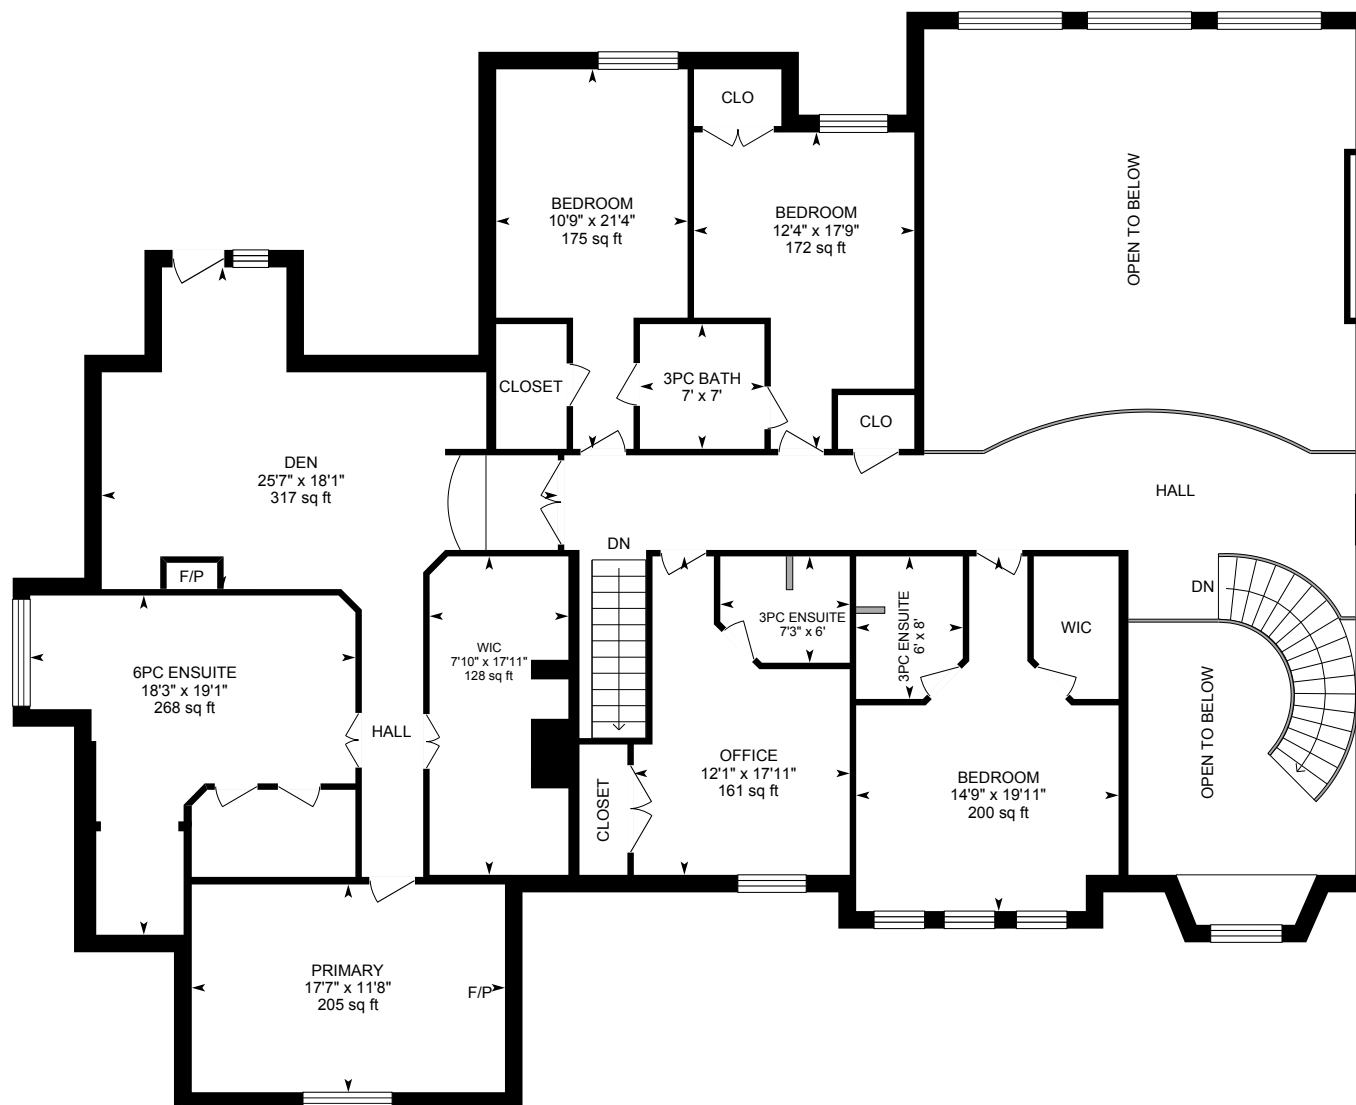 CLO
BEDROOM
10'9" x 21'4"
175 sq ft
BEDROOM
12'4" x 17'9"
172 sq ft
OPEN TO BELOW
CLOSET
3PC BATH
7' x 7'
CLO
DEN
25'7" x 18'1"
317 sq ft
HALL
DN
F/P
DN
3PC ENSUITE
7'3" x 6'
3PC ENSUITE
6' x 8'
WIC
WIC
7'10" x 17'11"
128 sq ft
6PC ENSUITE
18'3" x 19'1"
268 sq ft
HALL
OFFICE
12'1" x 17'11"
161 sq ft
OPEN TO BELOW
BEDROOM
14'9" x 19'11"
200 sq ft
CLOSET
PRIMARY
17'7" x 11'8"
205 sq ft
F/P